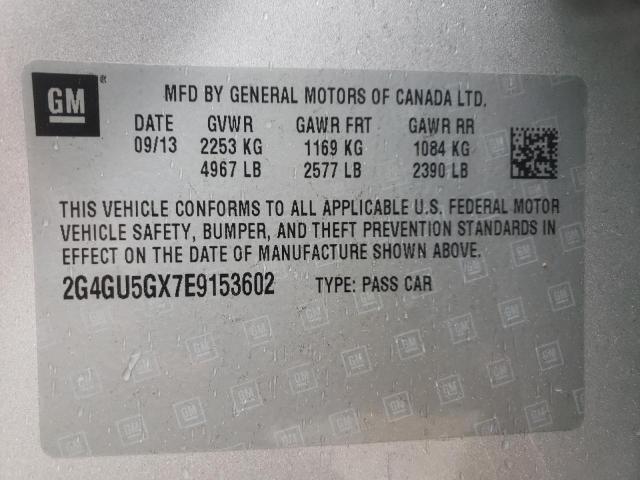 GM
MFD BY GENERAL MOTORS OF CANADA LTD.
DATE GVWR GAWR FRT GAWR RR
09/13 2253 KG 1169 KG 1084 KG
4967 LB 2577 LB 2390 LB
THIS VEHICLE CONFORMS TO ALL APPLICABLE U.S. FEDERAL MOTOR
VEHICLE SAFETY, BUMPER, AND THEFT PREVENTION STANDARDS IN
EFFECT ON THE DATE OF MANUFACTURE SHOWN ABOVE.
2G4GU5GX7E9153602 TYPE: PASS CAR